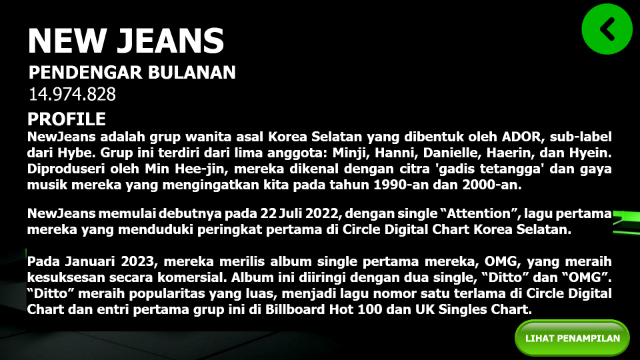 NEW JEANS
PENDENGAR BULANAN
14.974.828
PROFILE
NewJeans adalah grup wanita asal Korea Selatan yang dibentuk oleh ADOR, sub-label
dari Hybe. Grup ini terdiri dari lima anggota: Minji, Hanni, Danielle, Haerin, dan Hyein.
Diproduseri oleh Min Hee-jin, mereka dikenal dengan citra 'gadis tetangga' dan gaya
musik mereka yang mengingatkan kita pada tahun 1990-an dan 2000-an.
NewJeans memulai debutnya pada 22 Juli 2022, dengan single “Attention”, lagu pertama
mereka yang menduduki peringkat pertama di Circle Digital Chart Korea Selatan.
Pada Januari 2023, mereka merilis album single pertama mereka, OMG, yang meraih
kesuksesan secara komersial. Album ini diiringi dengan dua single, “Ditto” dan “OMG”.
“Ditto” meraih popularitas yang luas, menjadi lagu nomor satu terlama di Circle Digital
Chart dan entri pertama grup ini di Billboard Hot 100 dan UK Singles Chart.
LIHAT PENAMPILAN